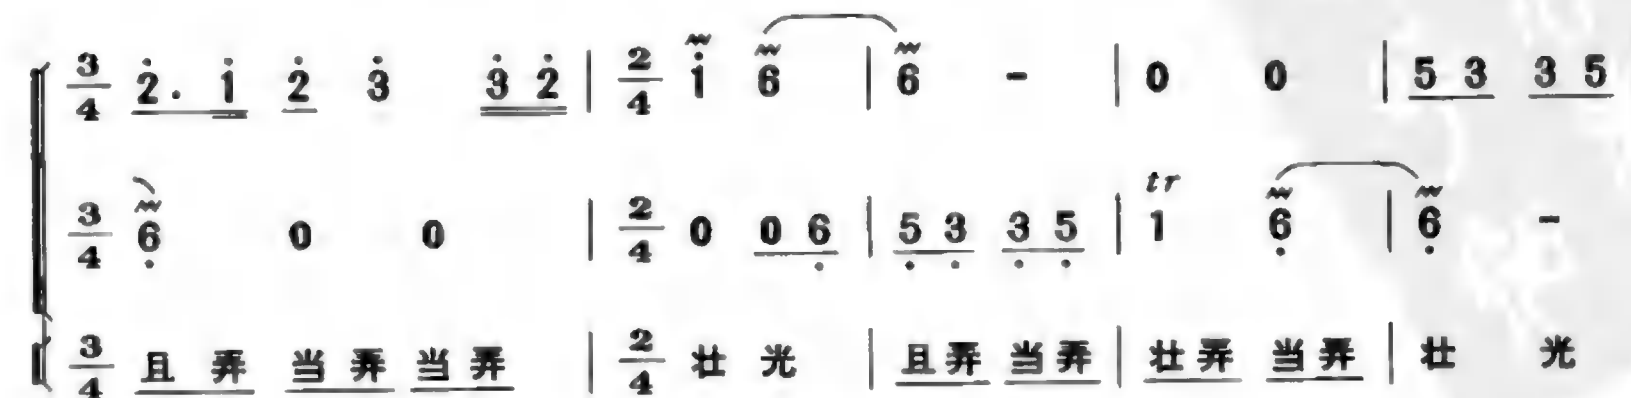 3/4 2̇. 1̇ 2̇ 3̇ 3̇ 2̇ | 2/4 1̇ 6 | 6 - | 0 0 | 5 3 3 5
3/4 6̣ 0 0 | 2/4 0 0 6̣ | 5̣ 3̣ 3̣ 5̣ | tr 1 6̣ | 6̣ -
3/4 且弄 当弄 当弄 | 2/4 壮 光 | 且弄 当弄 | 壮弄 当弄 | 壮 光